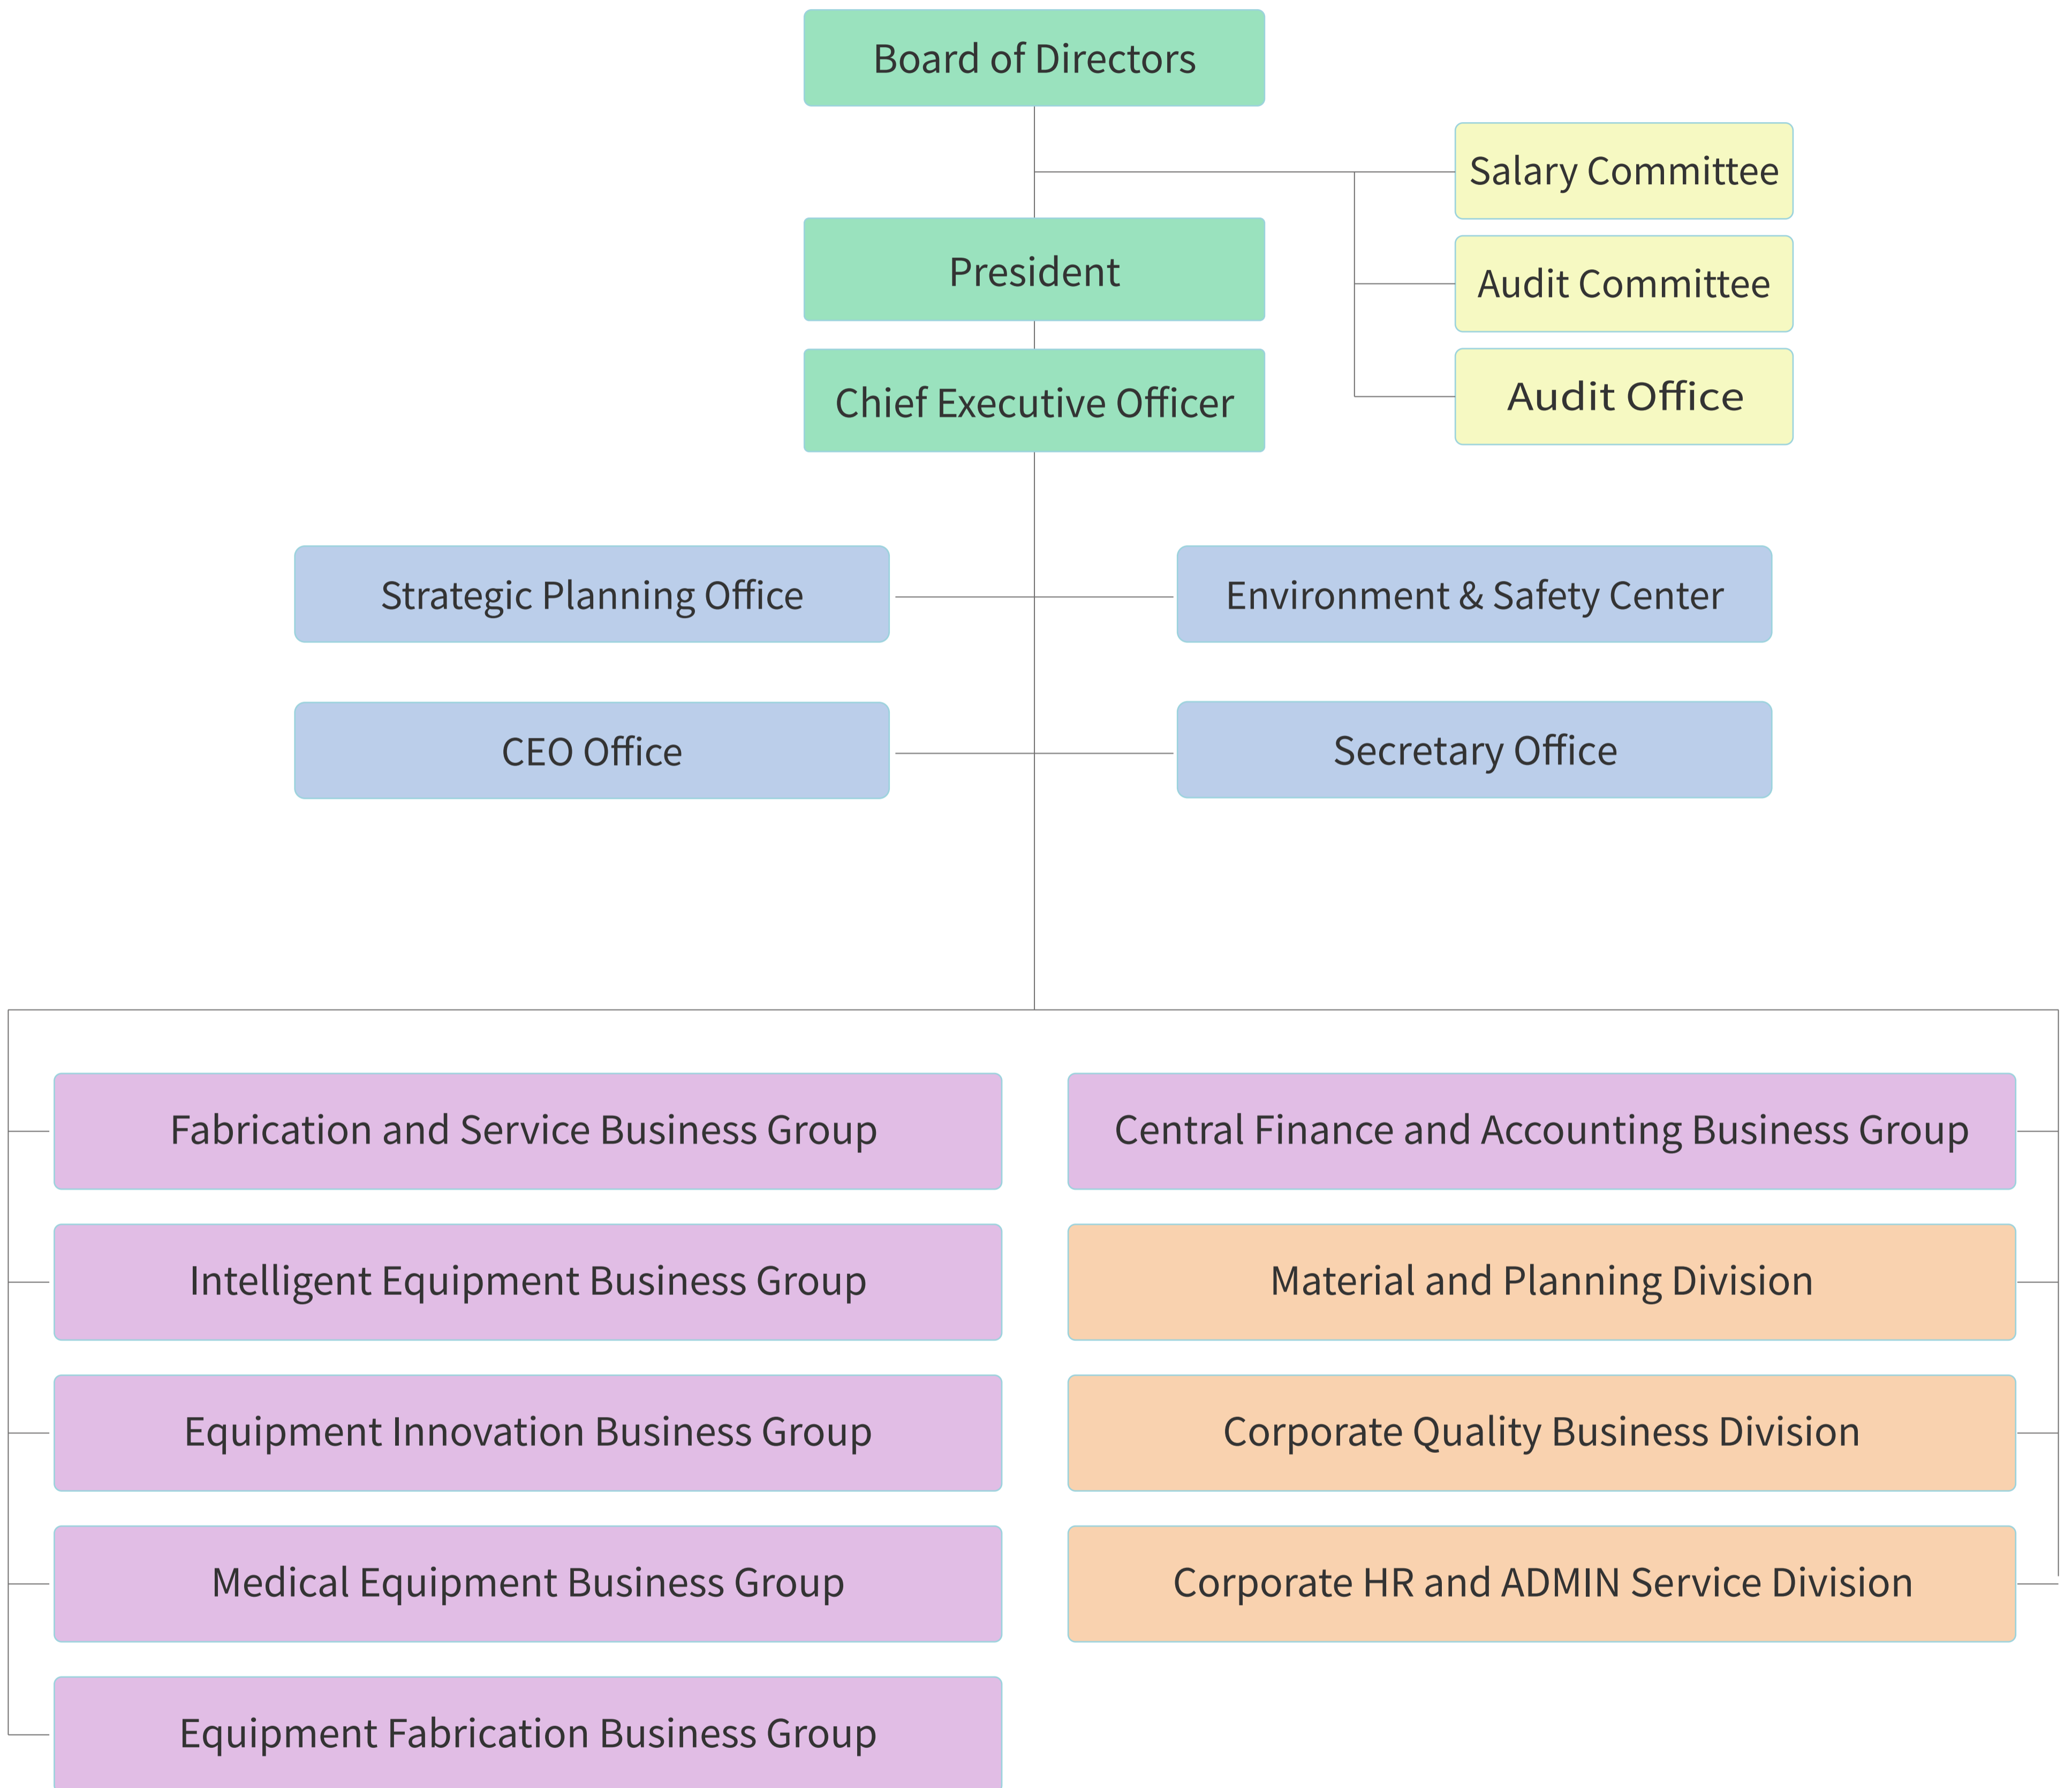 Board of Directors
Salary Committee
President
Audit Committee
Chief Executive Officer
Audit Office
Strategic Planning Office
Environment & Safety Center
CEO Office
Secretary Office
Fabrication and Service Business Group
Central Finance and Accounting Business Group
Intelligent Equipment Business Group
Material and Planning Division
Equipment Innovation Business Group
Corporate Quality Business Division
Medical Equipment Business Group
Corporate HR and ADMIN Service Division
Equipment Fabrication Business Group